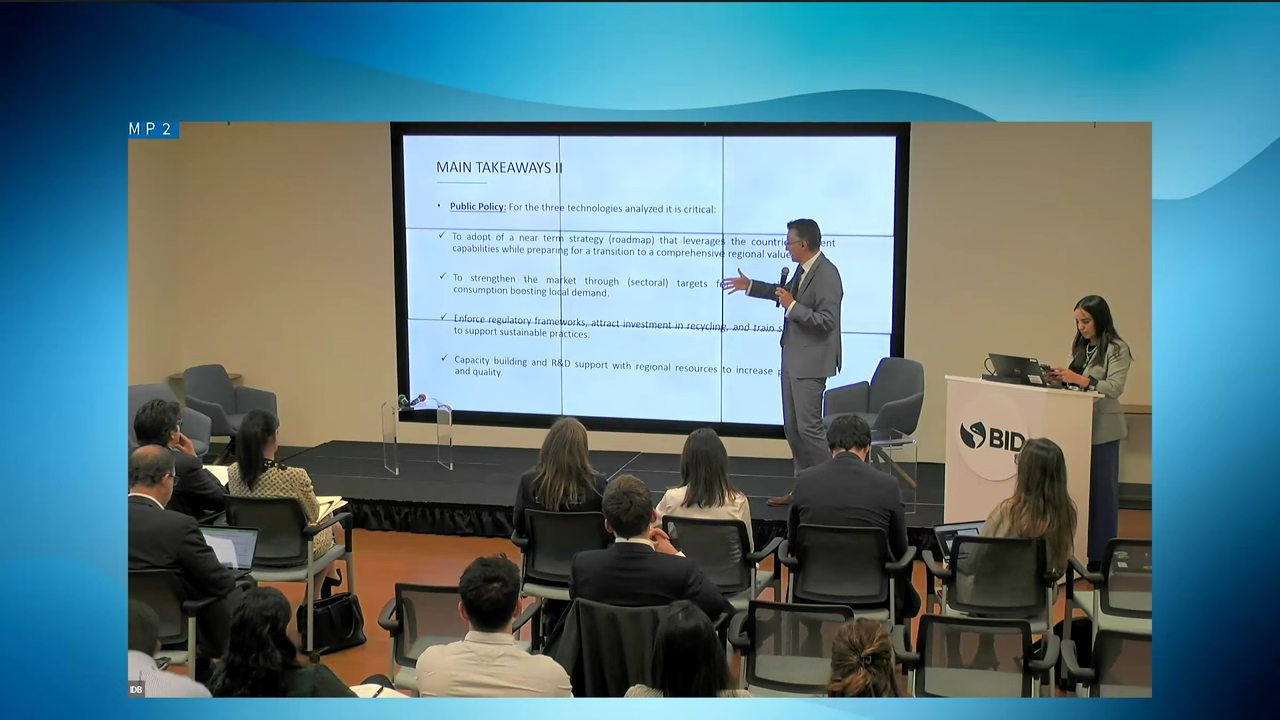 MP2
MAIN TAKEAWAYS II
• Public Policy: For the three technologies analyzed it is critical:
✓ To adopt of a near term strategy (roadmap) that leverages the
capabilities while preparing for a transition to a comprehensive regional
✓ To strengthen the market through (sectoral) targets
consumption boosting local demand.
✓ Enforce regulatory frameworks, attract investment in recycling, and train
to support sustainable practices.
✓ Capacity building and R&D support with regional resources to increase
and quality.
BID
IDB